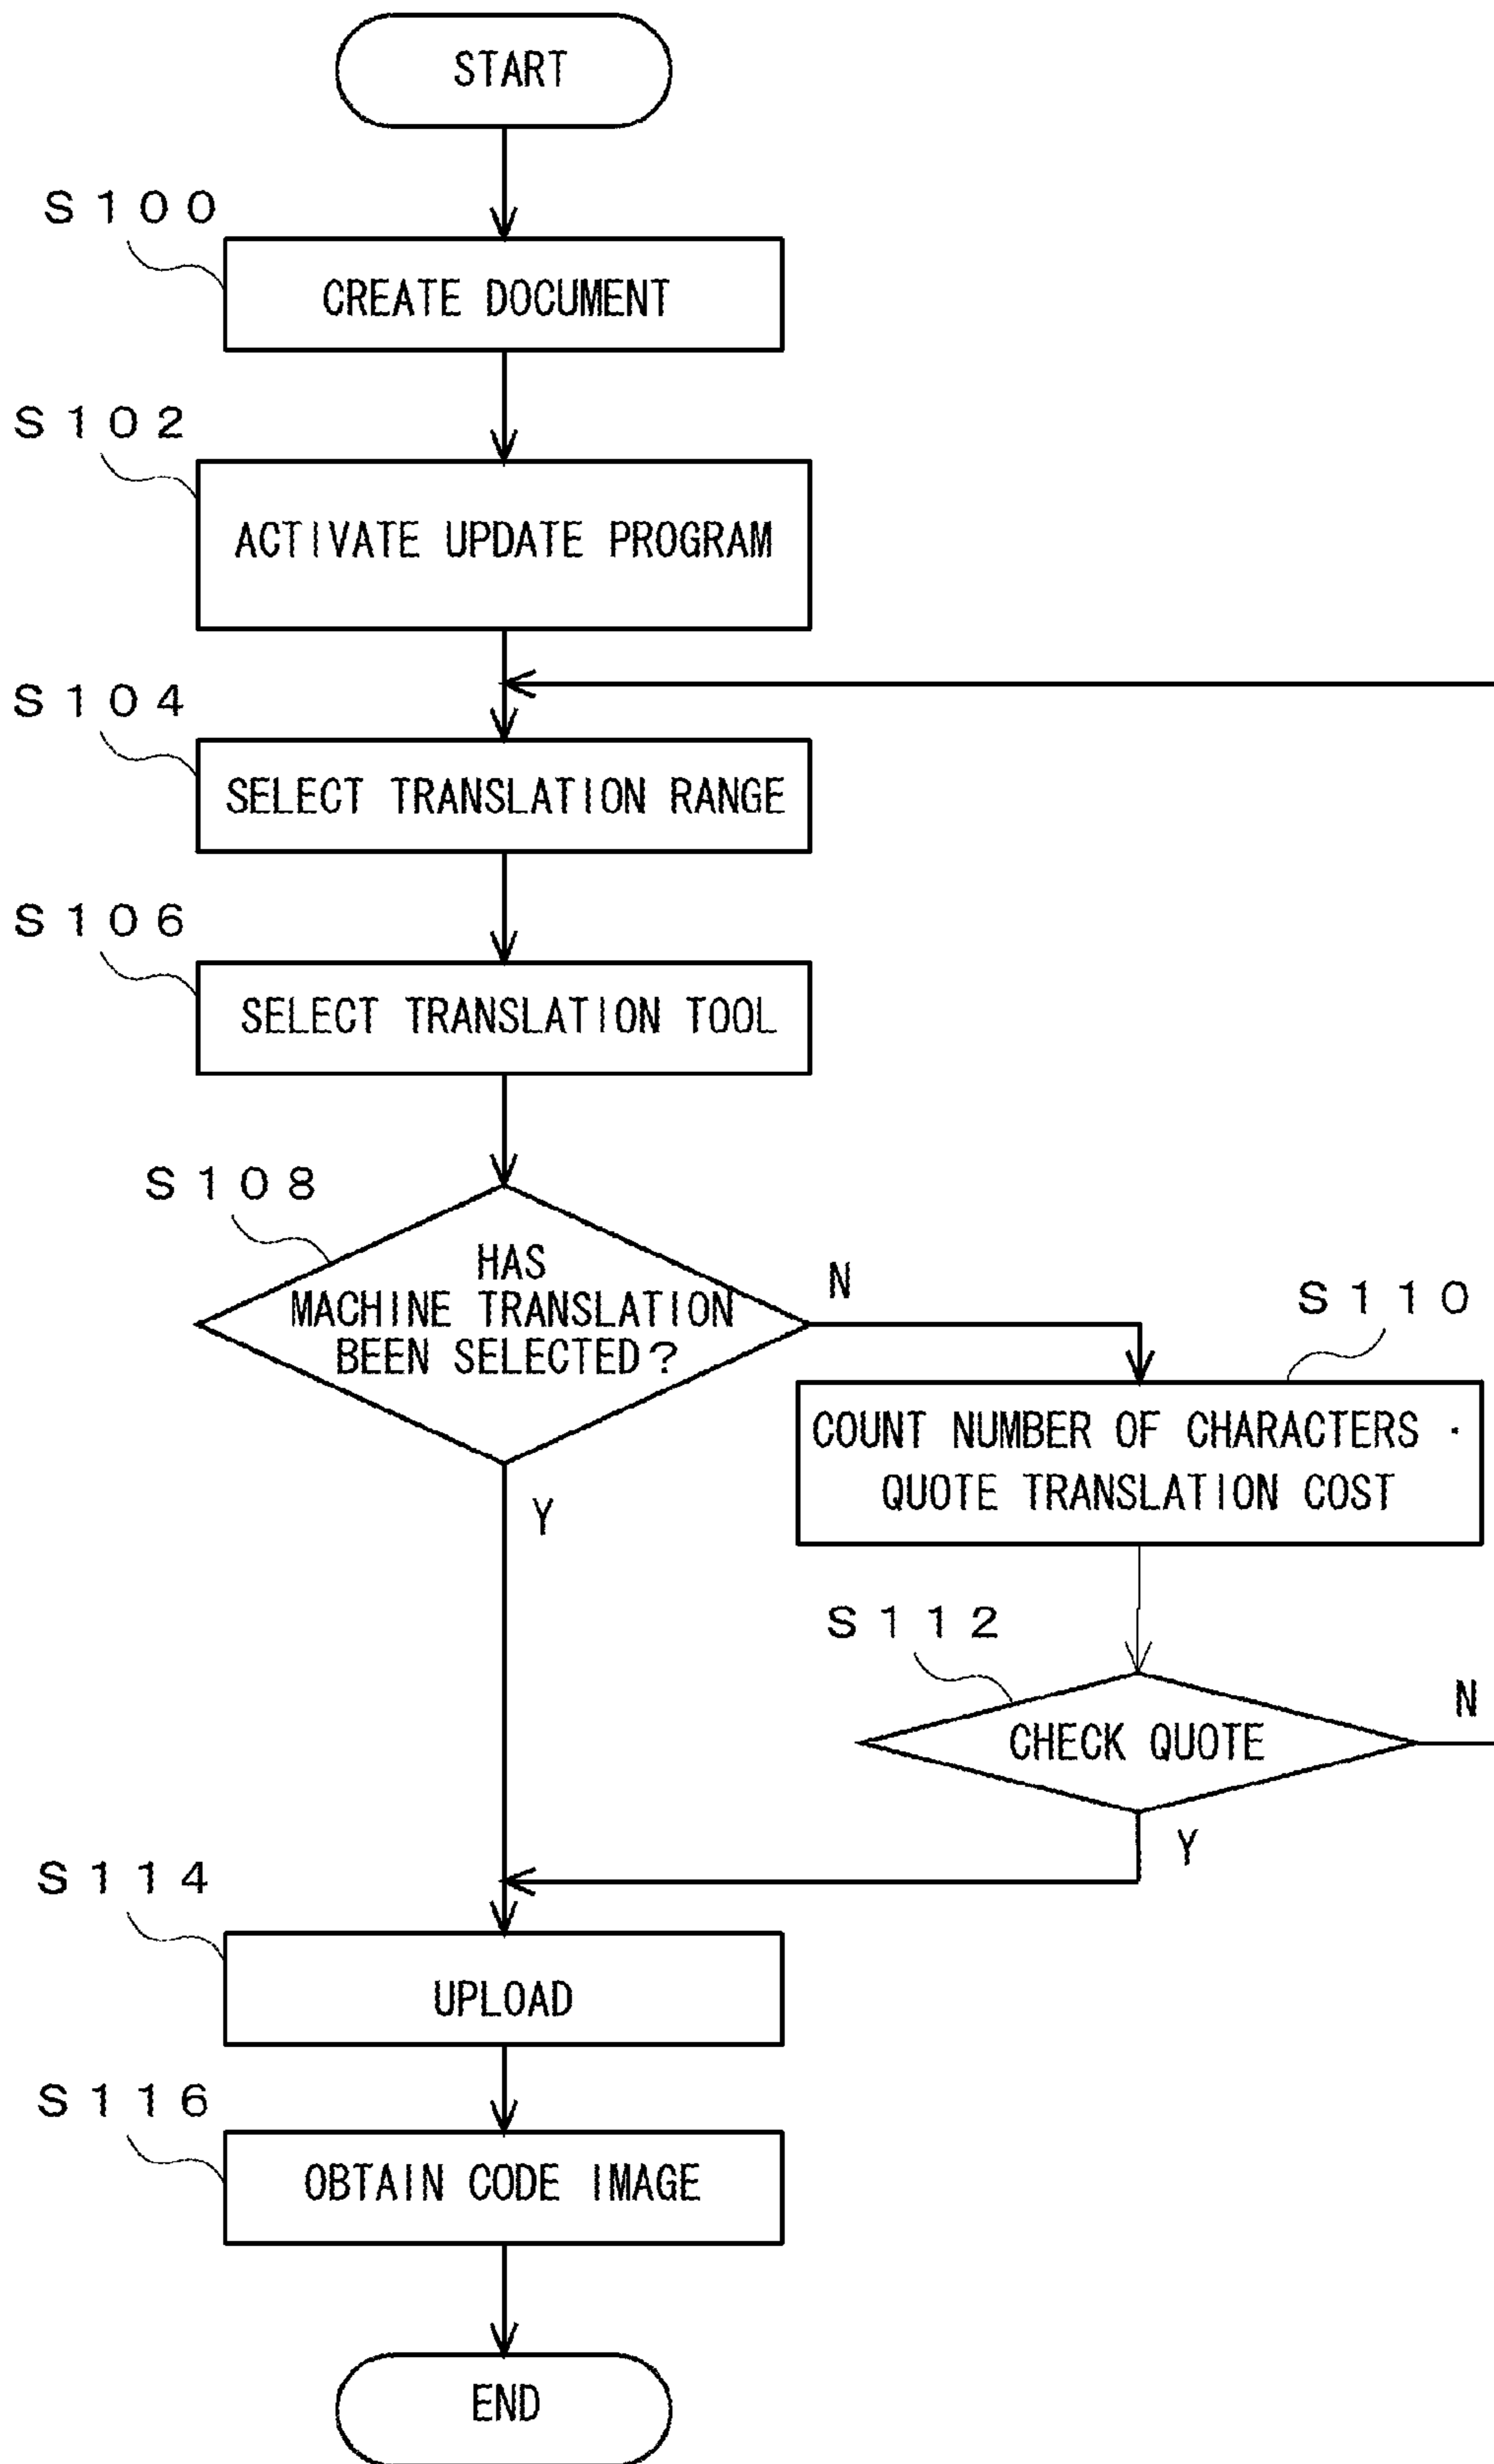 START
S100
CREATE DOCUMENT
S102
ACTIVATE UPDATE PROGRAM
S104
SELECT TRANSLATION RANGE
S106
SELECT TRANSLATION TOOL
S108
HAS
MACHINE TRANSLATION
BEEN SELECTED?
N
Y
S110
COUNT NUMBER OF CHARACTERS ·
QUOTE TRANSLATION COST
S112
CHECK QUOTE
N
Y
S114
UPLOAD
S116
OBTAIN CODE IMAGE
END